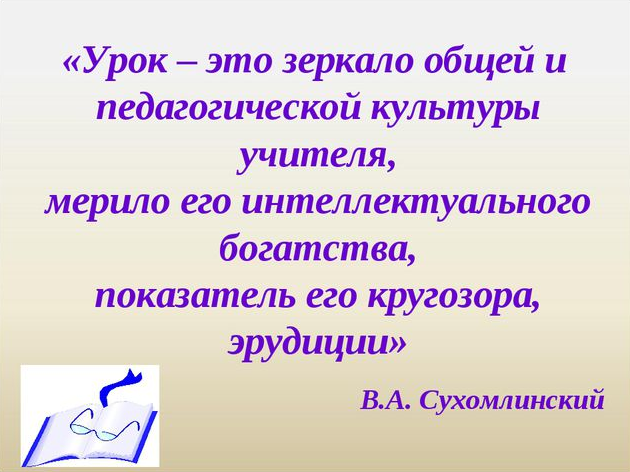 «Урок – это зеркало общей и
педагогической культуры
учителя,
мерило его интеллектуального
богатства,
показатель его кругозора,
эрудиции»
В.А. Сухомлинский